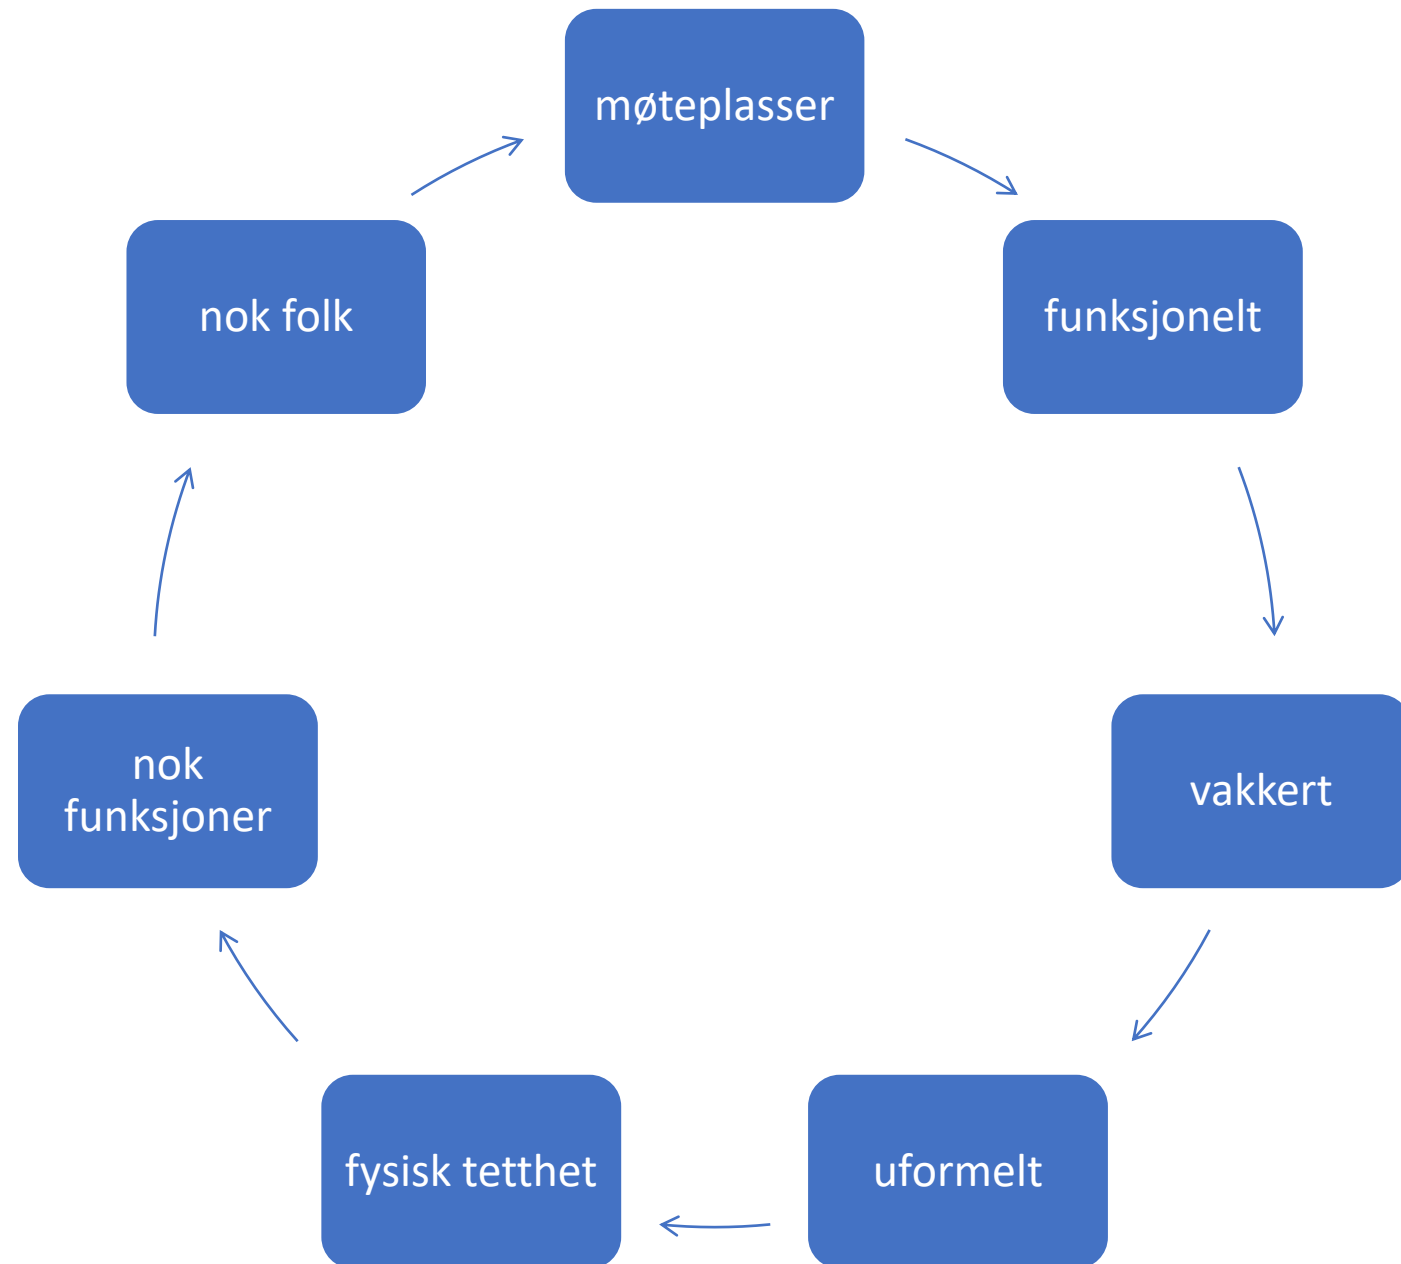 møteplasser
funksjonelt
vakkert
uformelt
fysisk tetthet
nok
funksjoner
nok folk